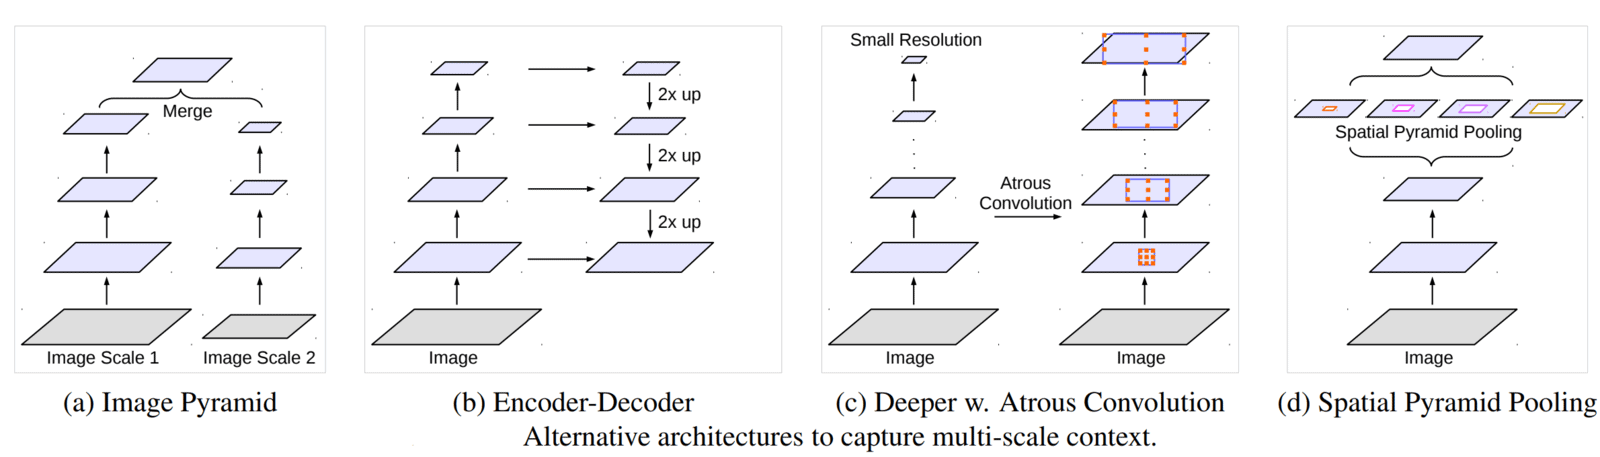 Merge
Image Scale 1
Image Scale 2
(a) Image Pyramid
2x up
2x up
2x up
Image
(b) Encoder-Decoder
Small Resolution
Atrous
Convolution
Image
Image
(c) Deeper w. Atrous Convolution
Spatial Pyramid Pooling
Image
(d) Spatial Pyramid Pooling
Alternative architectures to capture multi-scale context.